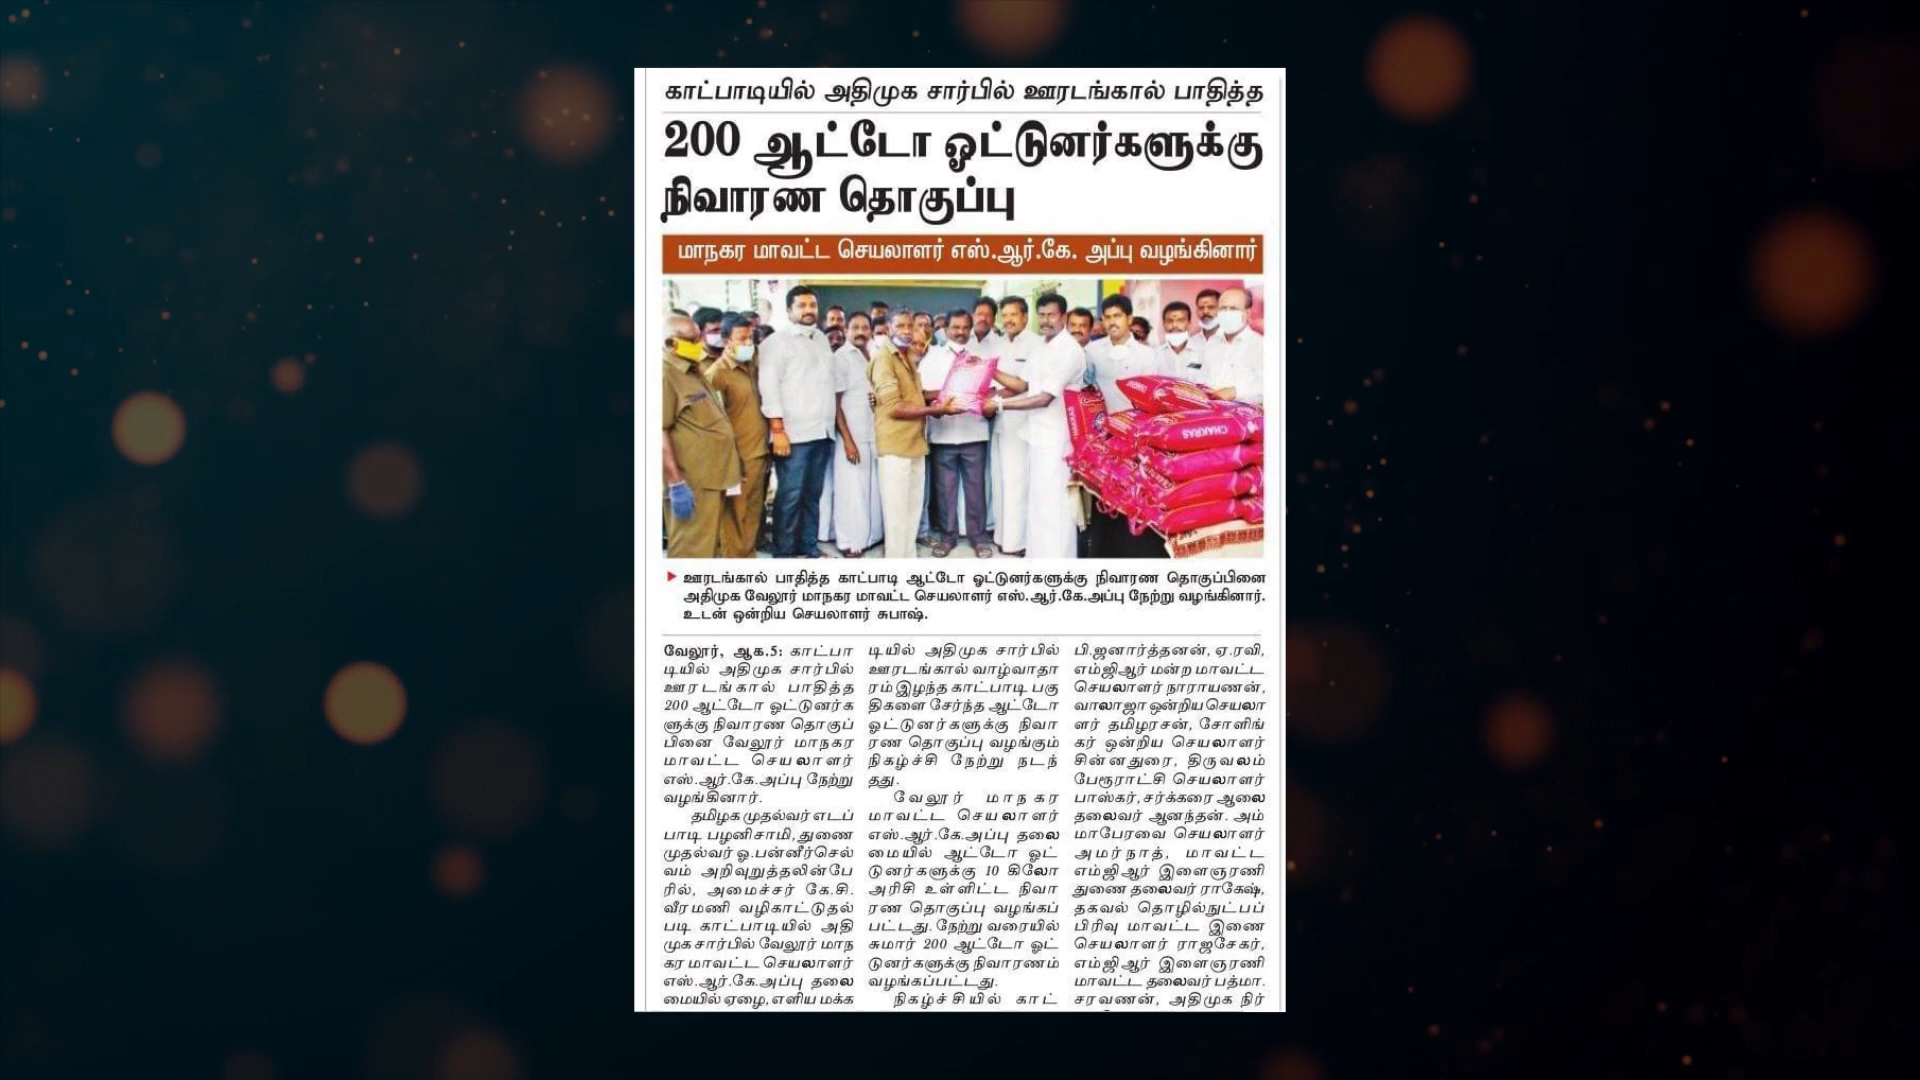 காட்பாடியில் அதிமுக சார்பில் ஊரடங்கால் பாதித்த
200 ஆட்டோ ஓட்டுனர்களுக்கு
நிவாரண தொகுப்பு
மாநகர மாவட்ட செயலாளர் எஸ்.ஆர்.கே. அப்பு வழங்கினார்
CHAKRAS
ஊரடங்கால் பாதித்த காட்பாடி ஆட்டோ ஓட்டுனர்களுக்கு நிவாரண தொகுப்பினை
அதிமுக வேலூர் மாநகர மாவட்ட செயலாளர் எஸ்.ஆர்.கே.அப்பு நேற்று வழங்கினார்.
உடன் ஒன்றிய செயலாளர் சுபாஷ்.
வேலூர், ஆக.5: காட்பா
டியில் அதிமுக சார்பில்
ஊரடங்கால் பாதித்த
200 ஆட்டோ ஓட்டுனர்க
ளுக்கு நிவாரண தொகுப்
பினை வேலூர் மாநகர
மாவட்ட செயலாளர்
எஸ்.ஆர்.கே.அப்பு நேற்று
வழங்கினார்.
தமிழக முதல்வர் எடப்
பாடி பழனிசாமி, துணை
முதல்வர் ஓ.பன்னீர்செல்
வம் அறிவுறுத்தலின்பே
ரில், அமைச்சர் கே.சி.
வீரமணி வழிகாட்டுதல்
படி காட்பாடியில் அதி
முக சார்பில் வேலூர் மாந
கர மாவட்ட செயலாளர்
எஸ்.ஆர்.கே.அப்பு தலை
மையில் ஏழை, எளிய மக்க
டியில் அதிமுக சார்பில்
ஊரடங்கால் வாழ்வாதா
ரம் இழந்த காட்பாடி பகு
திகளை சேர்ந்த ஆட்டோ
ஓட்டுனர்களுக்கு நிவா
ரண தொகுப்பு வழங்கும்
நிகழ்ச்சி நேற்று நடந்
தது.
வேலூர் மாநகர
மாவட்ட செயலாளர்
எஸ்.ஆர்.கே.அப்பு தலை
மையில் ஆட்டோ ஓட்
டுனர்களுக்கு 10 கிலோ
அரிசி உள்ளிட்ட நிவா
ரண தொகுப்பு வழங்கப்
பட்டது. நேற்று வரையில்
சுமார் 200 ஆட்டோ ஓட்
டுனர்களுக்கு நிவாரணம்
வழங்கப்பட்டது.
நிகழ்ச்சியில் காட்
பி.ஜனார்த்தனன், ஏ.ரவி,
எம்ஜிஆர் மன்ற மாவட்ட
செயலாளர் நாராயணன்,
வாலாஜா ஒன்றிய செயலா
ளர் தமிழரசன், சோளிங்
கர் ஒன்றிய செயலாளர்
சின்னதுரை, திருவலம்
பேரூராட்சி செயலாளர்
பாஸ்கர், சர்க்கரை ஆலை
தலைவர் ஆனந்தன். அம்
மாபேரவை செயலாளர்
அமர்நாத், மாவட்ட
எம்ஜிஆர் இளைஞரணி
துணை தலைவர் ராகேஷ்,
தகவல் தொழில்நுட்பப்
பிரிவு மாவட்ட இணை
செயலாளர் ராஜசேகர்,
எம்ஜிஆர் இளைஞரணி
மாவட்ட தலைவர் பத்மா.
சரவணன், அதிமுக நிர்